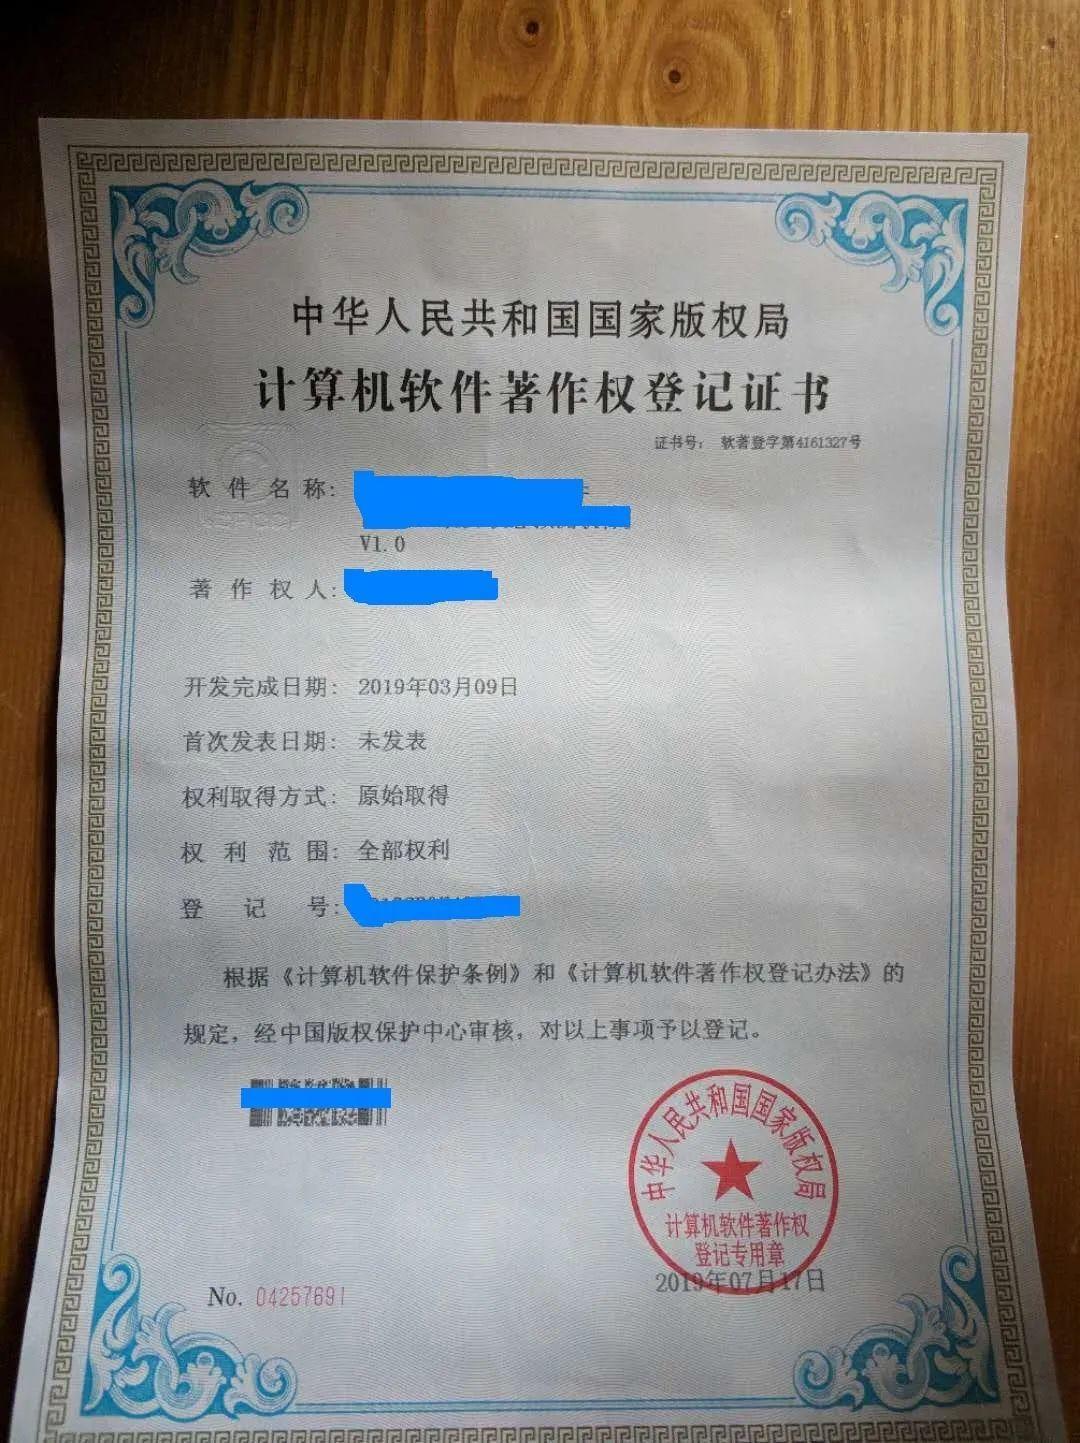 中华人民共和国国家版权局
计算机软件著作权登记证书
证书号： 软著登字第4161327号
软件名称：
V1.0
著作权人：
开发完成日期： 2019年03月09日
首次发表日期： 未发表
权利取得方式： 原始取得
权利范围： 全部权利
登记号：
根据《计算机软件保护条例》和《计算机软件著作权登记办法》的
规定，经中国版权保护中心审核，对以上事项予以登记。
中华人民共和国国家版权局
计算机软件著作权
登记专用章
2019年07月17日
No. 04257691